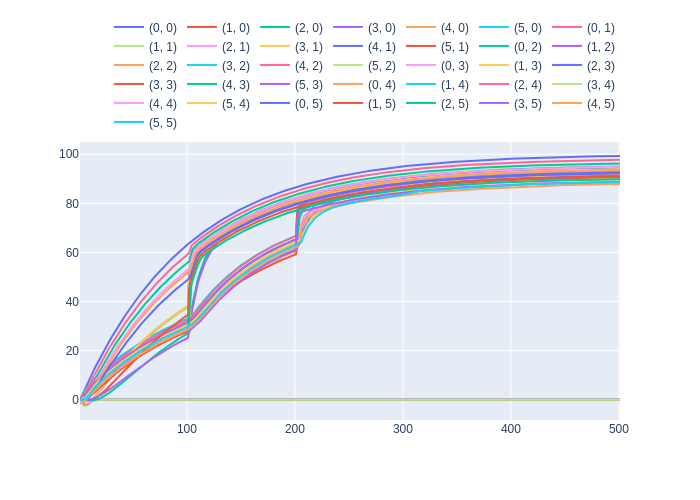 (0, 0) (1, 0) (2, 0) (3, 0) (4, 0) (5, 0) (0, 1)
(1, 1) (2, 1) (3, 1) (4, 1) (5, 1) (0, 2) (1, 2)
(2, 2) (3, 2) (4, 2) (5, 2) (0, 3) (1, 3) (2, 3)
(3, 3) (4, 3) (5, 3) (0, 4) (1, 4) (2, 4) (3, 4)
(4, 4) (5, 4) (0, 5) (1, 5) (2, 5) (3, 5) (4, 5)
(5, 5)
100
80
60
40
20
0
100 200 300 400 500